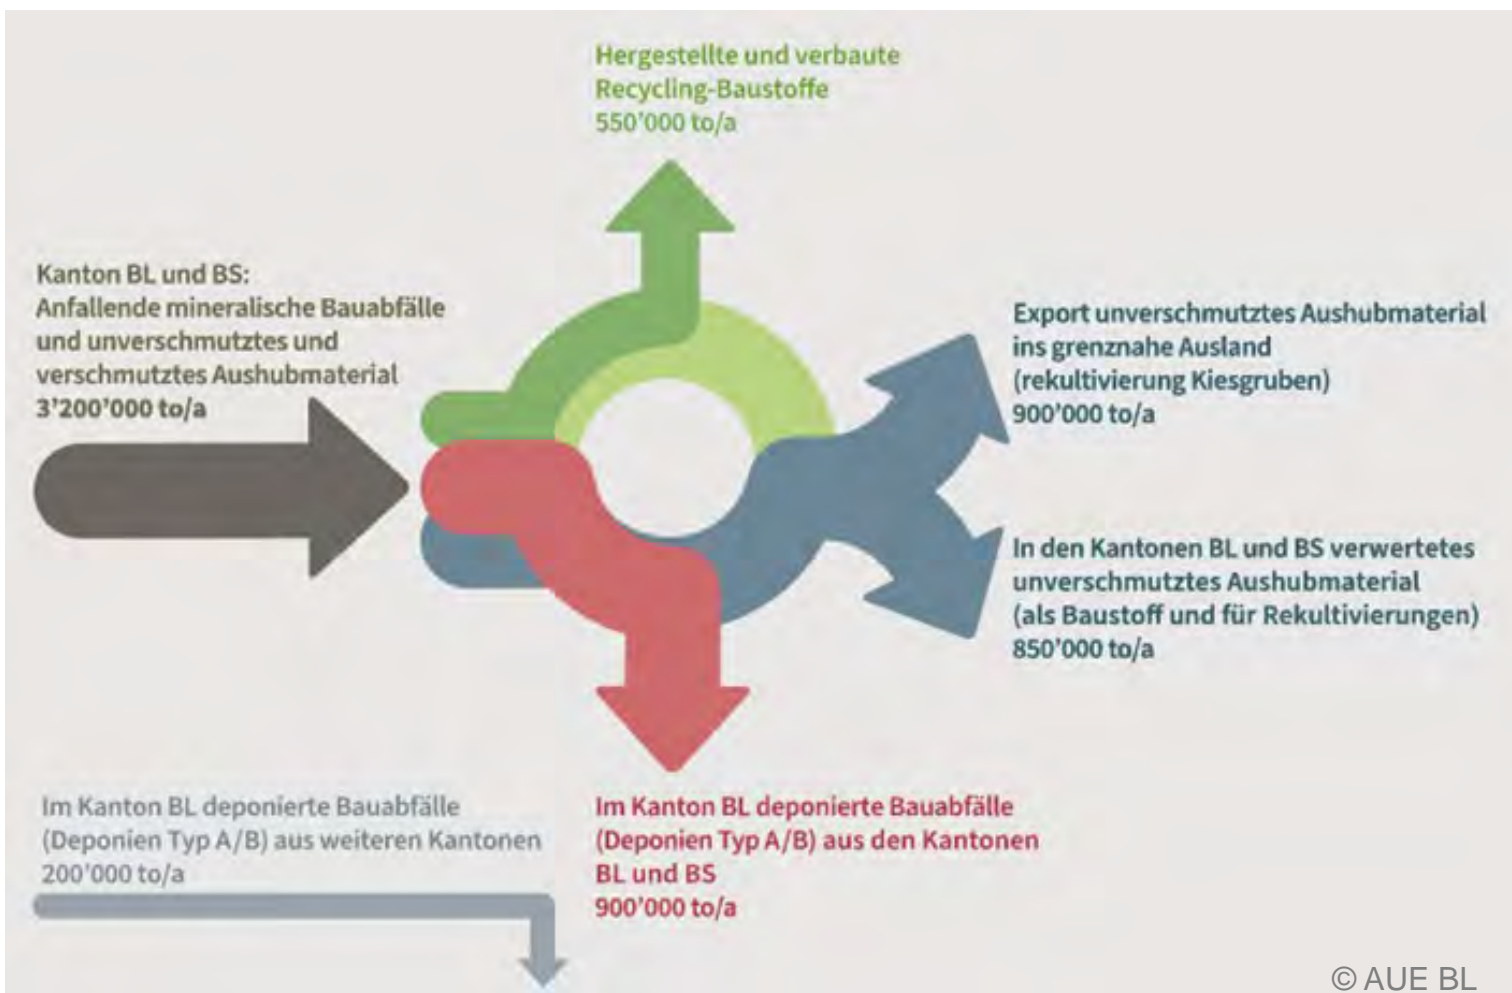 Hergestellte und verbaute
Recycling-Baustoffe
550'000 to/a
Kanton BL und BS:
Anfallende mineralische Bauabfälle
und unverschmutztes und
verschmutztes Aushubmaterial
3'200'000 to/a
Export unverschmutztes Aushubmaterial
ins grenznahe Ausland
(rekultivierung Kiesgruben)
900'000 to/a
In den Kantonen BL und BS verwertetes
unverschmutztes Aushubmaterial
(als Baustoff und für Rekultivierungen)
850'000 to/a
Im Kanton BL deponierte Bauabfälle
(Deponien Typ A/B) aus weiteren Kantonen
200'000 to/a
Im Kanton BL deponierte Bauabfälle
(Deponien Typ A/B) aus den Kantonen
BL und BS
900'000 to/a
© AUE BL